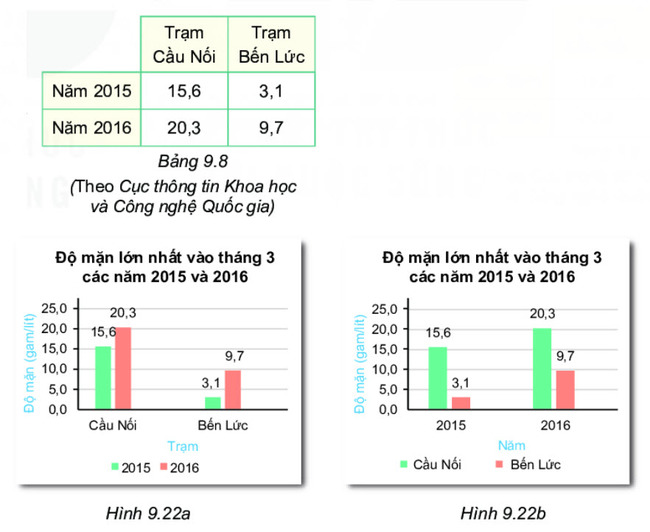 Trạm Cầu Nối Trạm Bến Lức
Năm 2015 15,6 3,1
Năm 2016 20,3 9,7
Bảng 9.8
(Theo Cục thông tin Khoa học
và Công nghệ Quốc gia)
Độ mặn lớn nhất vào tháng 3
các năm 2015 và 2016
Độ mặn (gam/lít)
25,0
20,0
15,0
10,0
5,0
0,0
15,6
20,3
3,1
9,7
Cầu Nối Bến Lức
Trạm
2015 2016
Hình 9.22a
Độ mặn lớn nhất vào tháng 3
các năm 2015 và 2016
Độ mặn (gam/lít)
25,0
20,0
15,0
10,0
5,0
0,0
15,6
3,1
20,3
9,7
2015 2016
Năm
Cầu Nối Bến Lức
Hình 9.22b